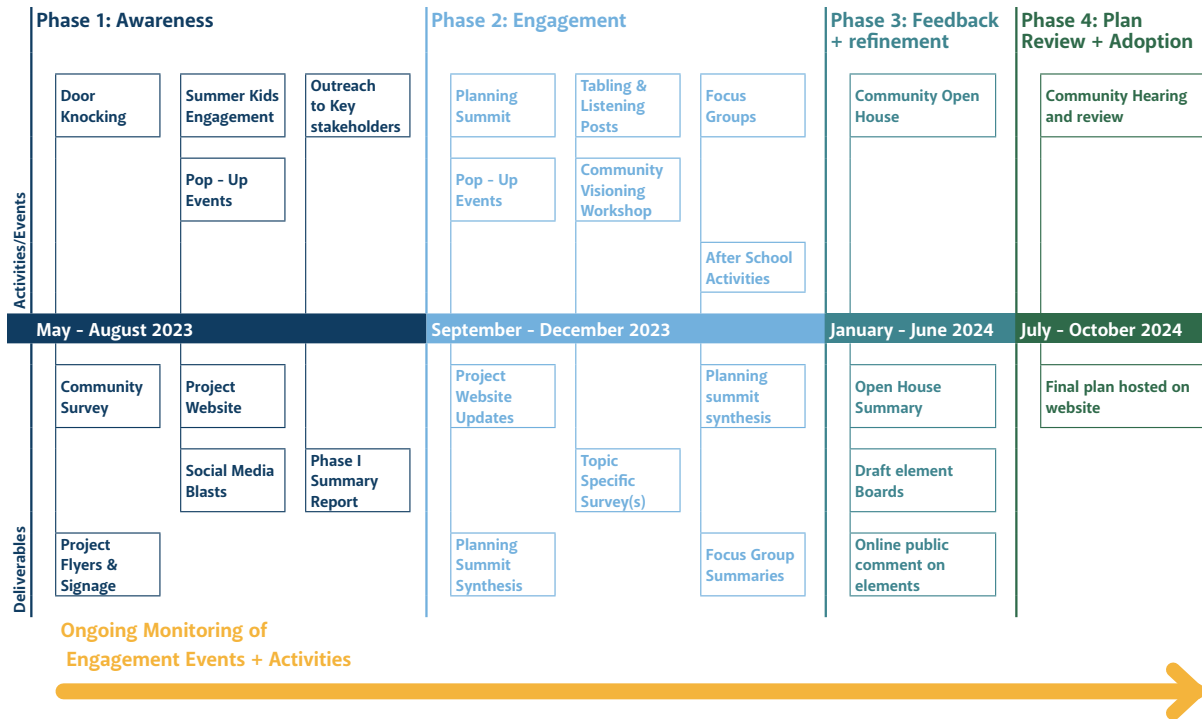 Phase 1: Awareness
Phase 2: Engagement
Phase 3: Feedback
+ refinement
Phase 4: Plan
Review + Adoption
Activities/Events
Door
Knocking
Summer Kids
Engagement
Outreach
to Key
stakeholders
Pop - Up
Events
Planning
Summit
Tabling &
Listening
Posts
Focus
Groups
Pop - Up
Events
Community
Visioning
Workshop
After School
Activities
Community Open
House
Community Hearing
and review
May - August 2023
September - December 2023
January - June 2024
July - October 2024
Deliverables
Community
Survey
Project
Website
Social Media
Blasts
Phase I
Summary
Report
Project
Flyers &
Signage
Project
Website
Updates
Planning
summit
synthesis
Topic
Specific
Survey(s)
Planning
Summit
Synthesis
Focus Group
Summaries
Open House
Summary
Draft element
Boards
Online public
comment on
elements
Final plan hosted on
website
Ongoing Monitoring of
Engagement Events + Activities